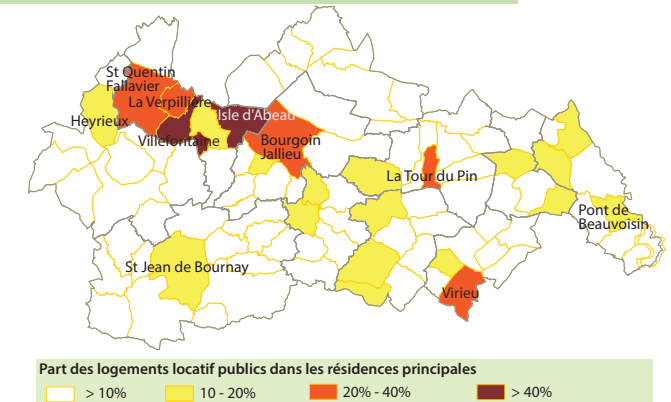 St Quentin
Fallavier
La Verpillière
Isle d'Abeau
Heyrieux
Villefontaine
Bourgoin
Jallieu
La Tour du Pin
Pont de
Beauvoisin
St Jean de Bournay
Virieu
Part des logements locatif publics dans les résidences principales
> 10%
10 - 20%
20% - 40%
> 40%